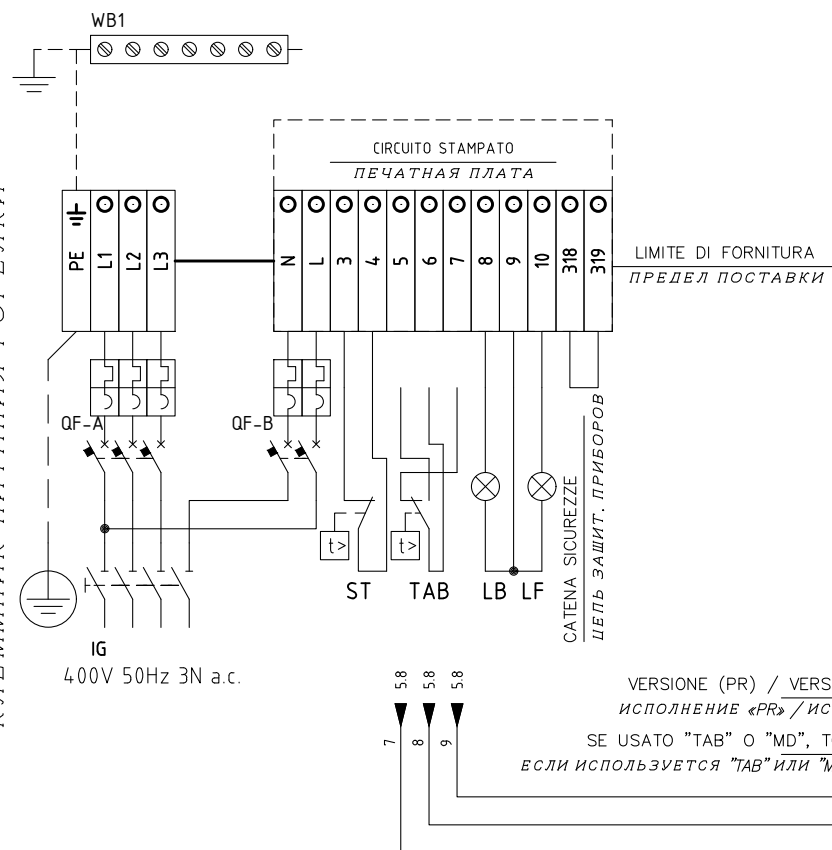 WB1
CIRCUITO STAMPATO
ПЕЧАТНАЯ ПЛАТА
PE L1 L2 L3 N L 3 4 5 6 7 8 9 10 318 319
LIMITE DI FORNITURA
ПРЕДЕЛ ПОСТАВКИ
QF-A QF-B
t> t>
ST TAB LB LF
CATENA SICUREZZE
ЦЕПЬ ЗАЩИТ. ПРИБОРОВ
IG
400V 50Hz 3N a.c.
5.8 5.8 5.8
7 8 9
VERSIONE (PR) /
ИСПОЛНЕНИЕ «PR» /
SE USATO "TAB" O "MD",
ЕСЛИ ИСПОЛЬЗУЕТСЯ "TAB" ИЛИ